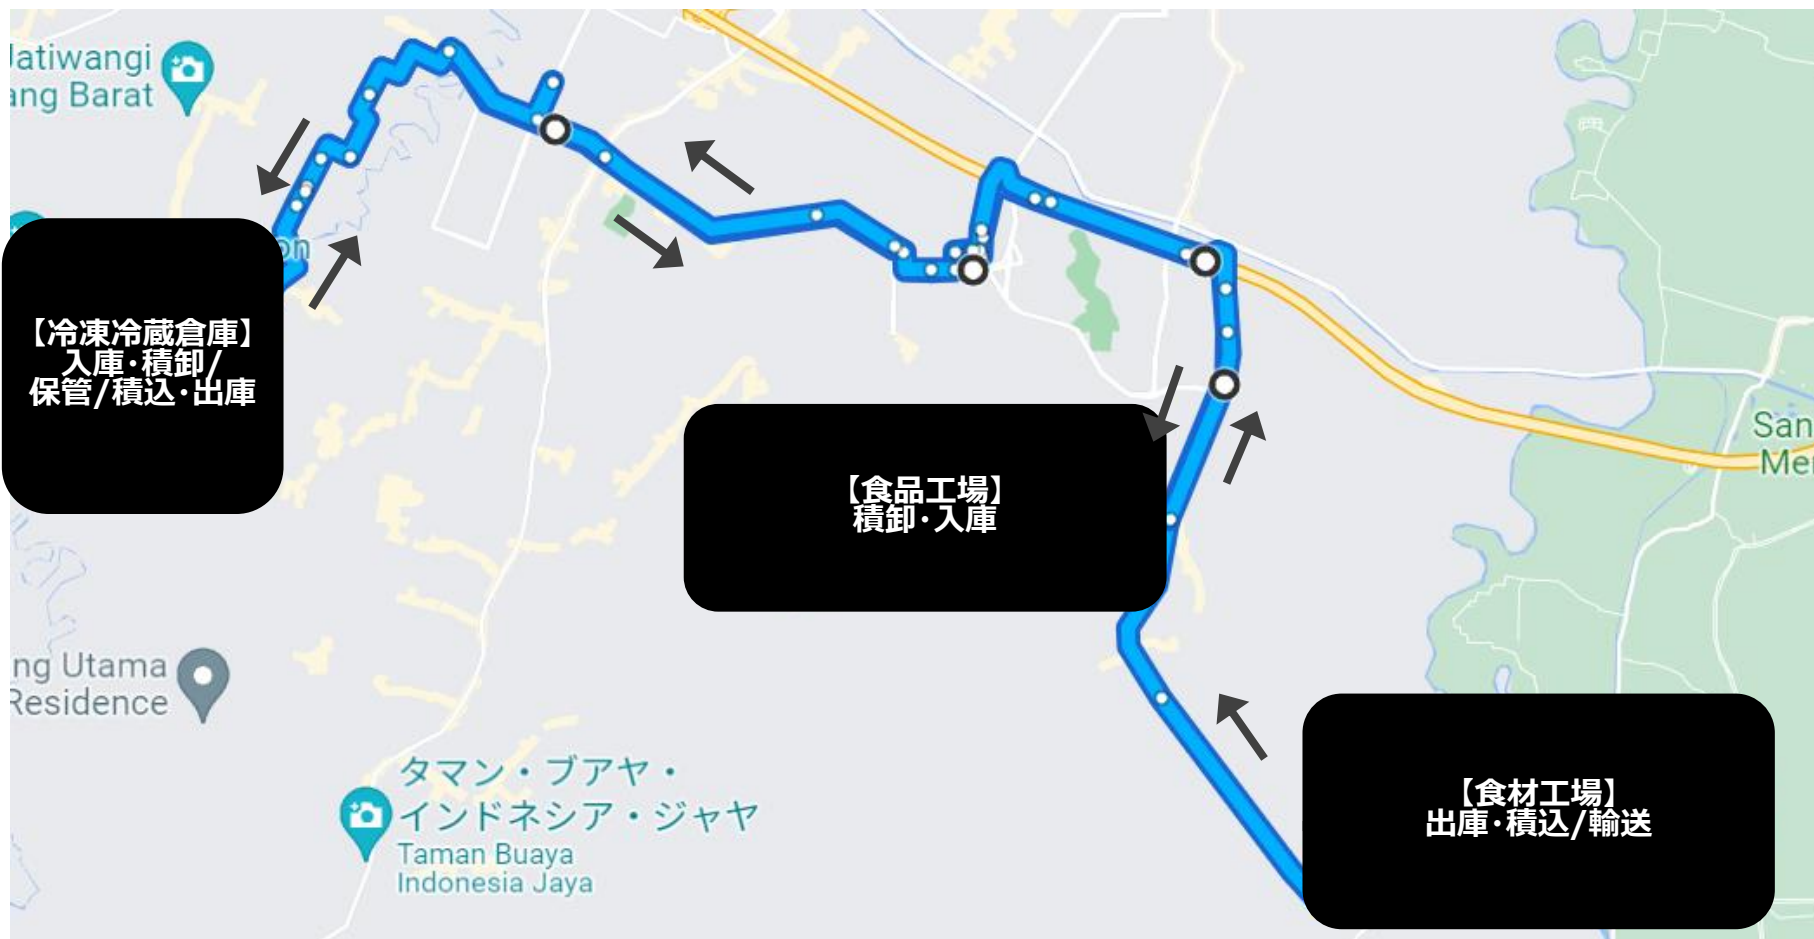 Jatiwangi
ang Barat
on
【冷凍冷蔵倉庫】
入庫・積卸/
保管/積込・出庫
【食品工場】
積卸・入庫
San
Mer
ng Utama
Residence
タマン・ブアヤ・
インドネシア・ジャヤ
Taman Buaya
Indonesia Jaya
【食材工場】
出庫・積込/輸送